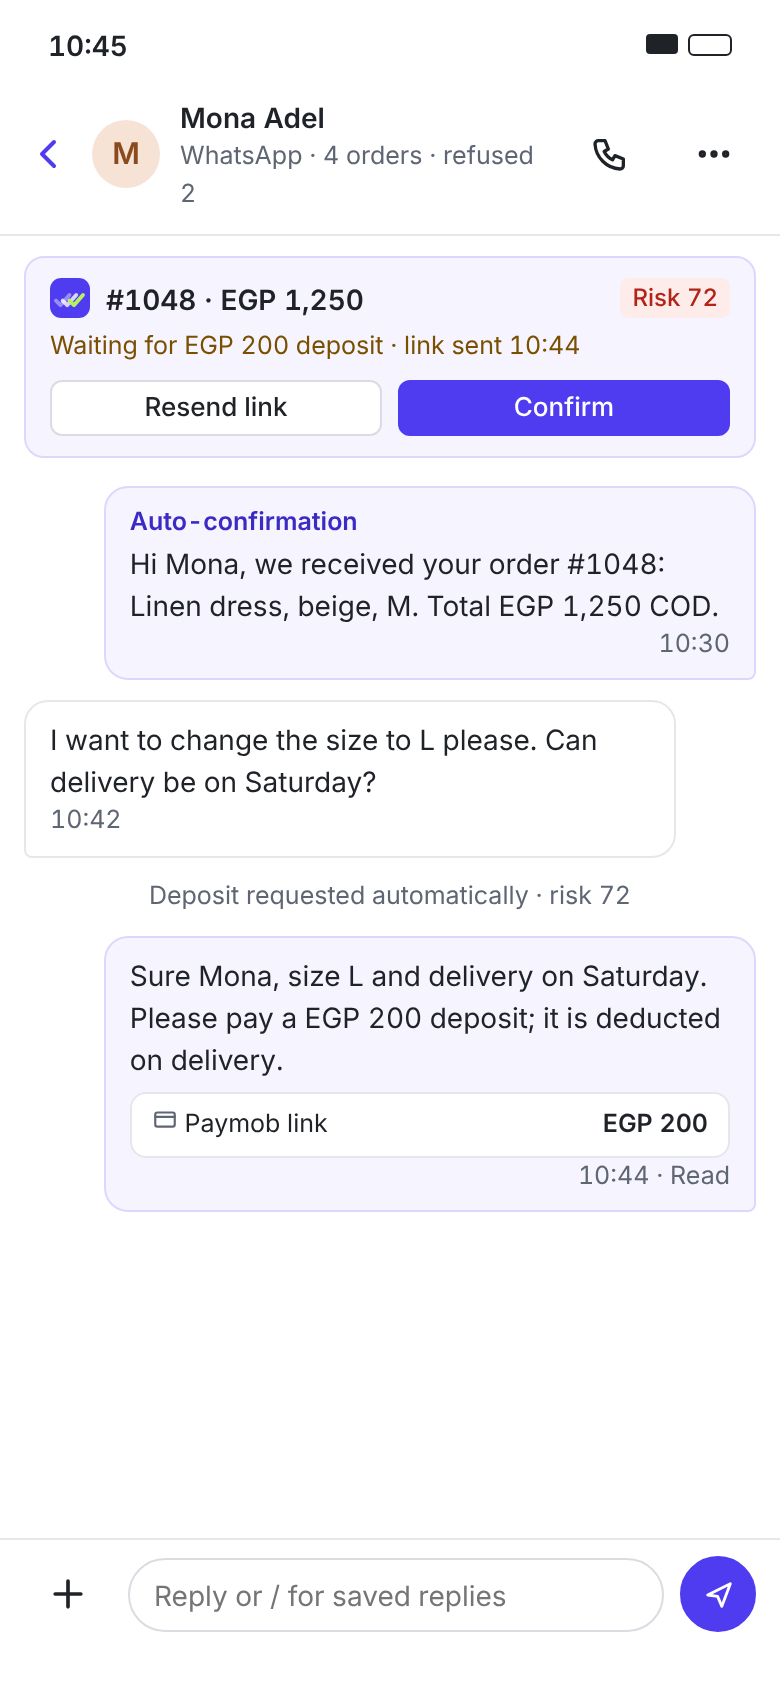 10:45
Mona Adel
M
WhatsApp · 4 orders · refused
2
#1048 · EGP 1,250
Risk 72
Waiting for EGP 200 deposit · link sent 10:44
Resend link
Confirm
Auto-confirmation
Hi Mona, we received your order #1048:
Linen dress, beige, M. Total EGP 1,250 COD.
10:30
I want to change the size to L please. Can
delivery be on Saturday?
10:42
Deposit requested automatically · risk 72
Sure Mona, size L and delivery on Saturday.
Please pay a EGP 200 deposit; it is deducted
on delivery.
Paymob link
EGP 200
10:44 · Read
Reply or / for saved replies